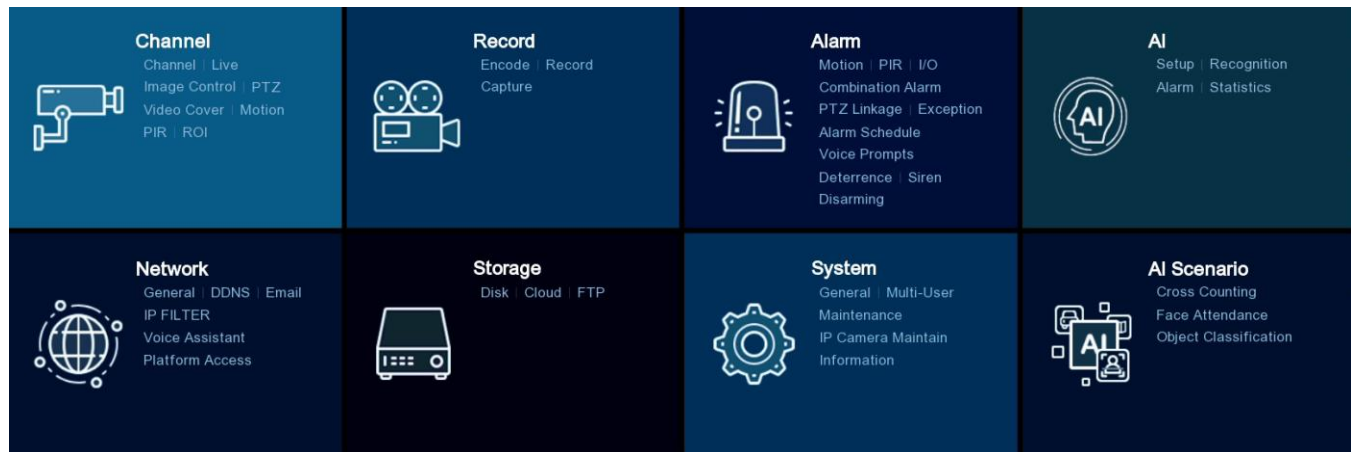 Channel
Channel | Live
Image Control | PTZ
Video Cover | Motion
PIR | ROI
Record
Encode | Record
Capture
Alarm
Motion | PIR | I/O
Combination Alarm
PTZ Linkage | Exception
Alarm Schedule
Voice Prompts
Deterrence | Siren
Disarming
AI
Setup | Recognition
Alarm | Statistics
AI
Network
General | DDNS | Email
IP FILTER
Voice Assistant
Platform Access
Storage
Disk | Cloud | FTP
System
General | Multi-User
Maintenance
IP Camera Maintain
Information
AI Scenario
Cross Counting
Face Attendance
Object Classification
AI